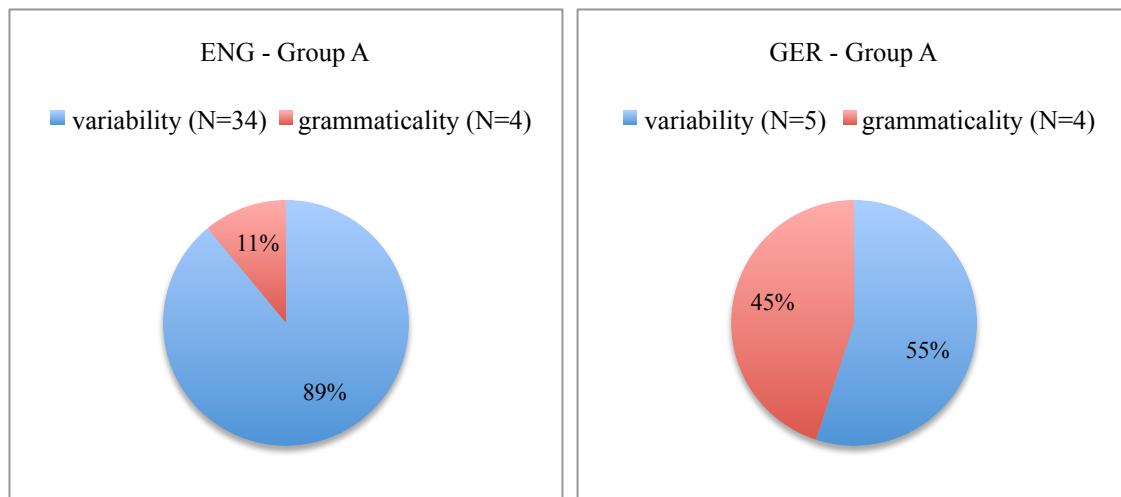 ENG - Group A
variability (N=34) grammaticality (N=4)
11%
89%
GER - Group A
variability (N=5) grammaticality (N=4)
45%
55%